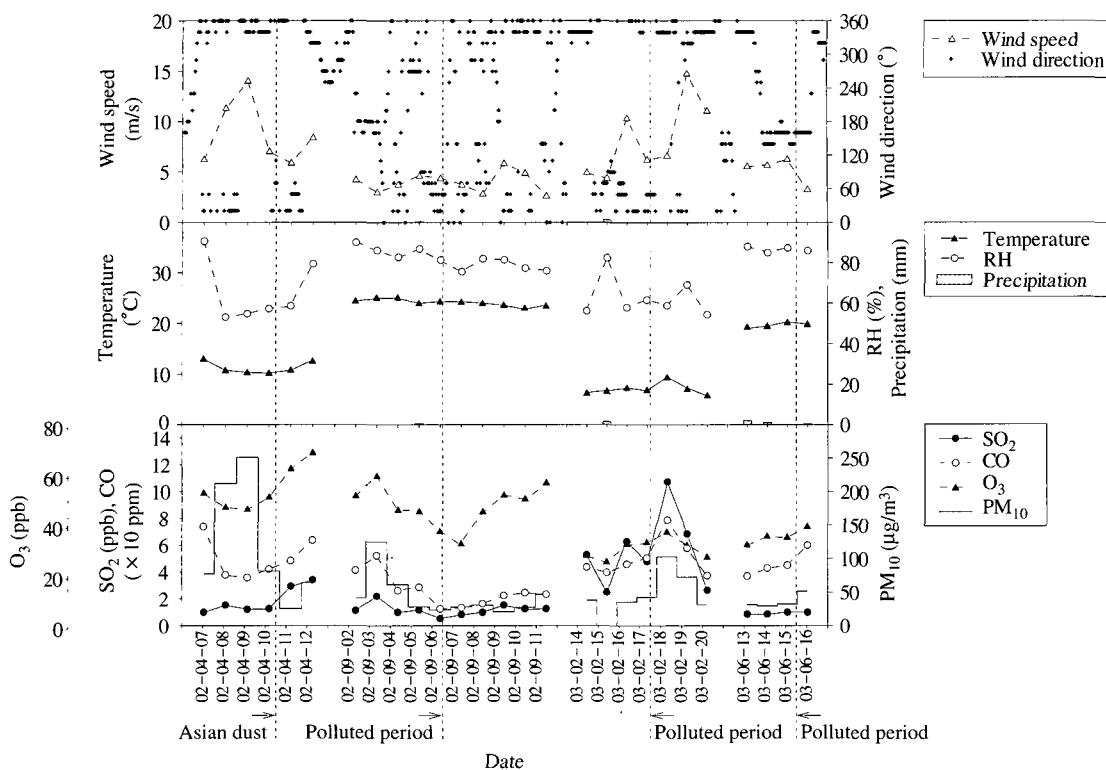 20
15
10
5
0
Wind speed
(m/s)
360
300
240
180
120
60
0
Wind direction (°)
Wind speed
Wind direction
30
20
10
0
Temperature
(°C)
80
60
40
20
0
RH (%),
Precipitation (mm)
Temperature
RH
Precipitation
80
60
40
20
0
O3 (ppb)
14
12
10
8
6
4
2
0
SO2 (ppb), CO
(×10 ppm)
250
200
150
100
50
0
PM10 (μg/m³)
SO2
CO
O3
PM10
02-04-07
02-04-08
02-04-09
02-04-10
02-04-11
02-04-12
02-09-02
02-09-03
02-09-04
02-09-05
02-09-06
02-09-07
02-09-08
02-09-09
02-09-10
02-09-11
03-02-14
03-02-15
03-02-16
03-02-17
03-02-18
03-02-19
03-02-20
03-06-13
03-06-14
03-06-15
03-06-16
Asian dust
Polluted period
Polluted period
Polluted period
Date